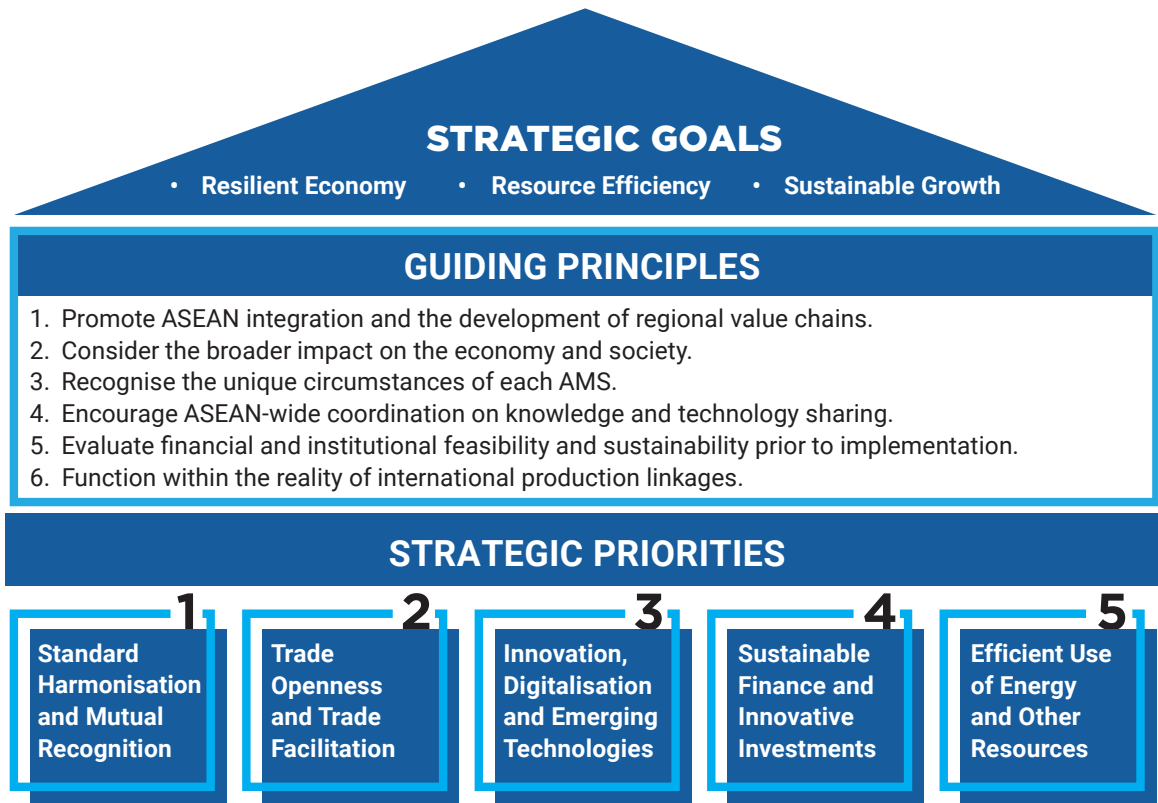 STRATEGIC GOALS
• Resilient Economy • Resource Efficiency • Sustainable Growth
GUIDING PRINCIPLES
1. Promote ASEAN integration and the development of regional value chains.
2. Consider the broader impact on the economy and society.
3. Recognise the unique circumstances of each AMS.
4. Encourage ASEAN-wide coordination on knowledge and technology sharing.
5. Evaluate financial and institutional feasibility and sustainability prior to implementation.
6. Function within the reality of international production linkages.
STRATEGIC PRIORITIES
1
Standard
Harmonisation
and Mutual
Recognition
2
Trade
Openness
and Trade
Facilitation
3
Innovation,
Digitalisation
and Emerging
Technologies
4
Sustainable
Finance and
Innovative
Investments
5
Efficient Use
of Energy
and Other
Resources